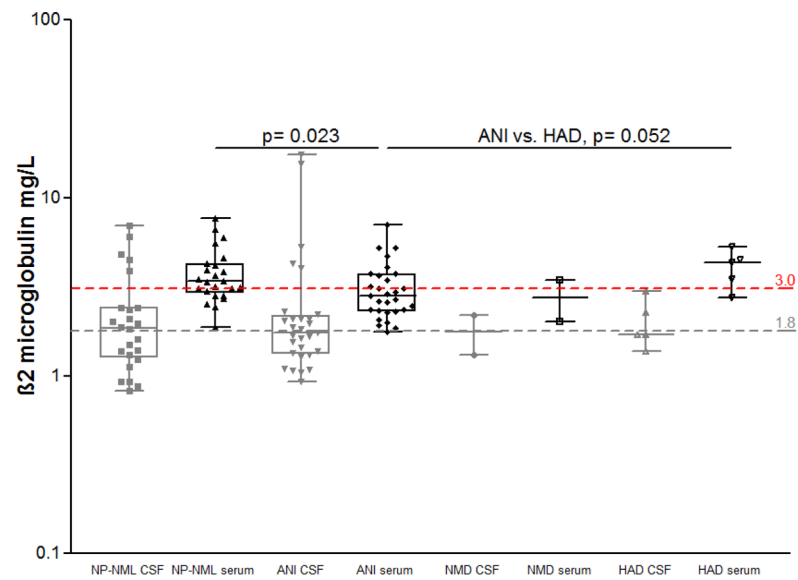 100
p= 0.023
ANI vs. HAD, p= 0.052
10
ß2 microglobulin mg/L
3.0
1.8
1
0.1
NP-NML CSF
NP-NML serum
ANI CSF
ANI serum
NMD CSF
NMD serum
HAD CSF
HAD serum